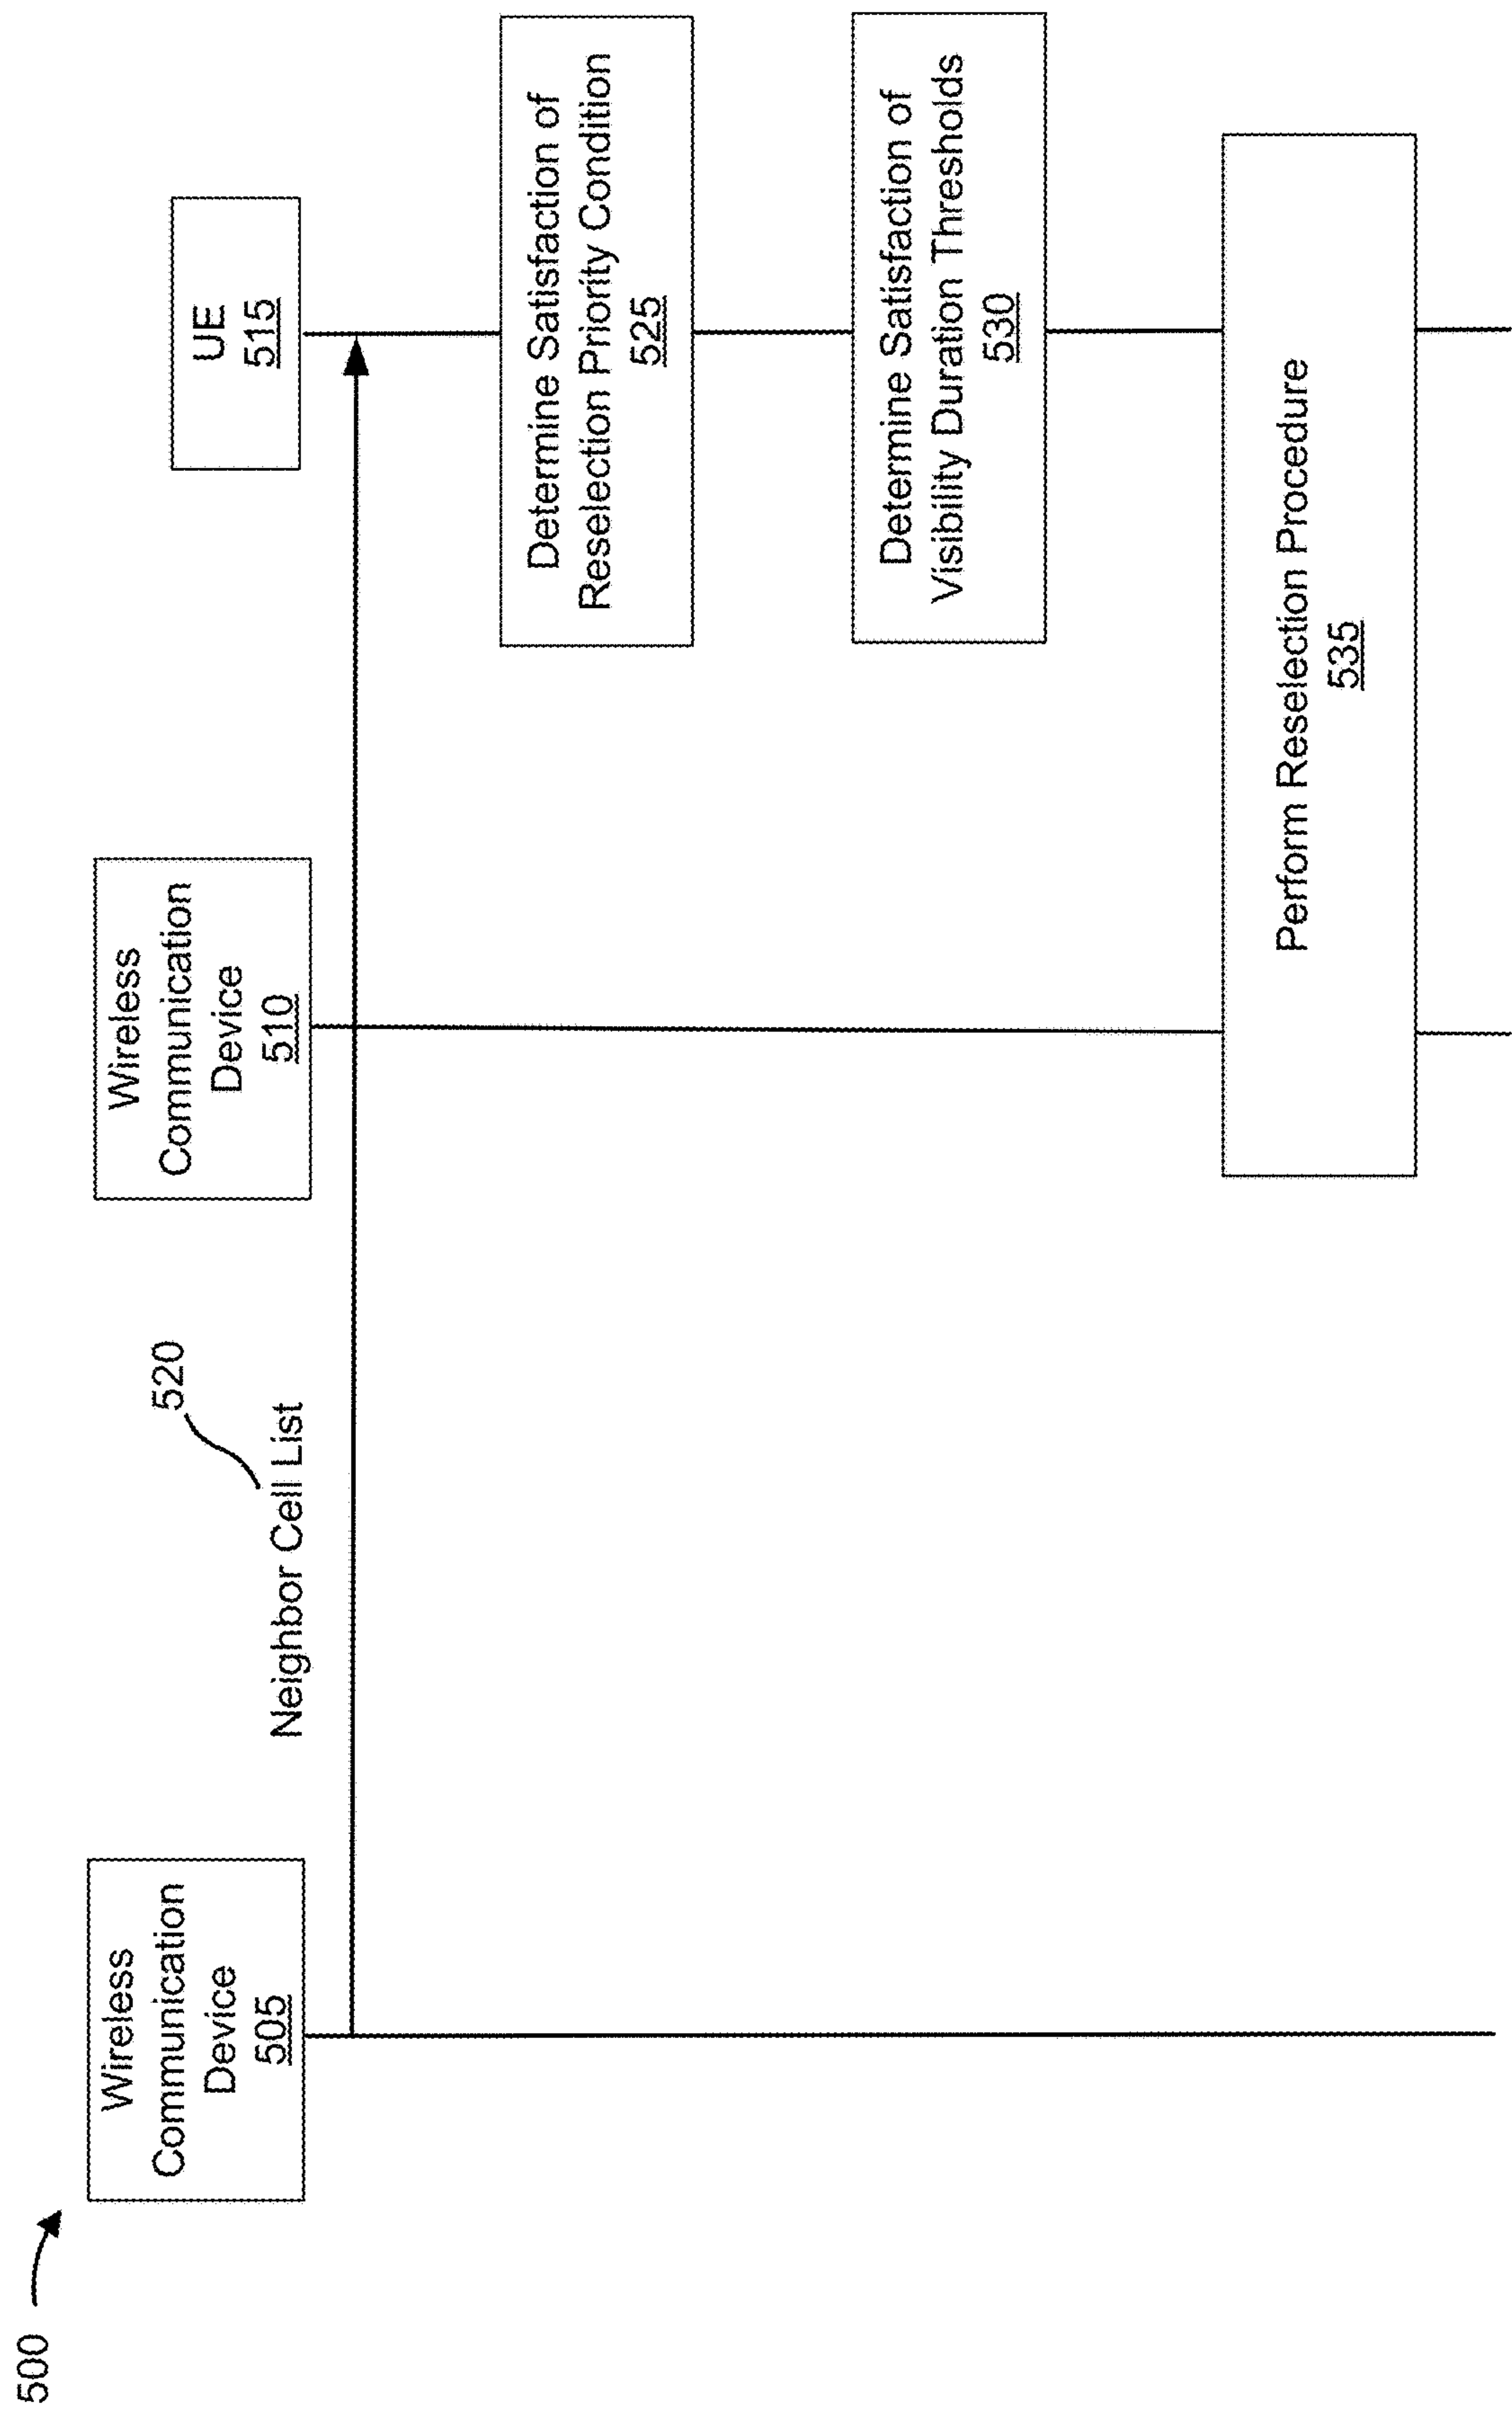 500
Wireless
Communication
Device
505
Wireless
Communication
Device
510
UE
515
520
Neighbor Cell List
Determine Satisfaction of
Reselection Priority Condition
525
Determine Satisfaction of
Visibility Duration Thresholds
530
Perform Reselection Procedure
535